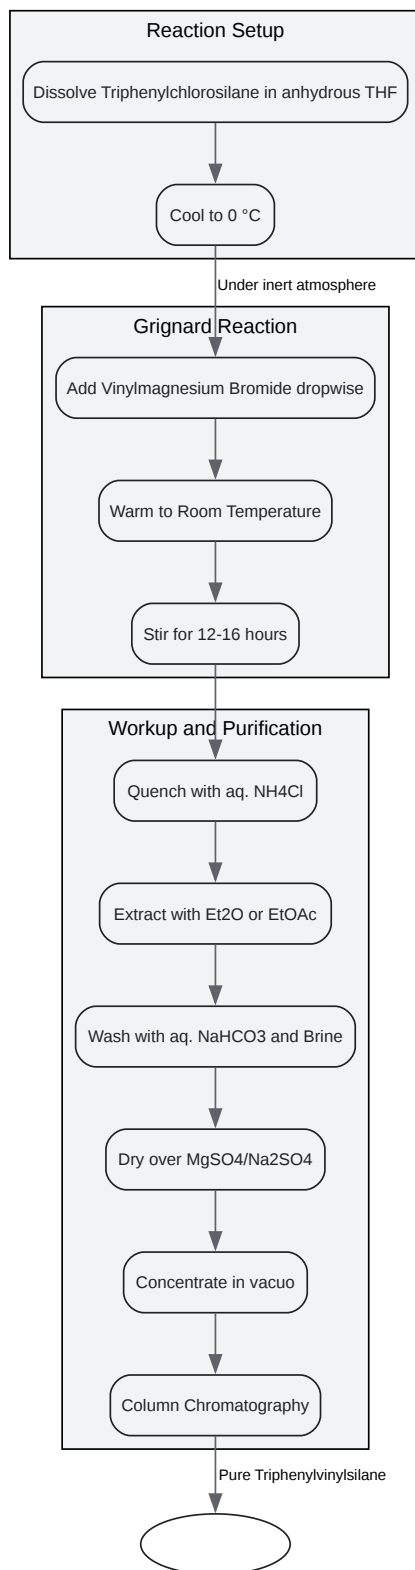 Reaction Setup
Dissolve Triphenylchlorosilane in anhydrous THF
Cool to 0 °C
Under inert atmosphere
Grignard Reaction
Add Vinylmagnesium Bromide dropwise
Warm to Room Temperature
Stir for 12-16 hours
Workup and Purification
Quench with aq. NH4Cl
Extract with Et2O or EtOAc
Wash with aq. NaHCO3 and Brine
Dry over MgSO4/Na2SO4
Concentrate in vacuo
Column Chromatography
Pure Triphenylvinylsilane